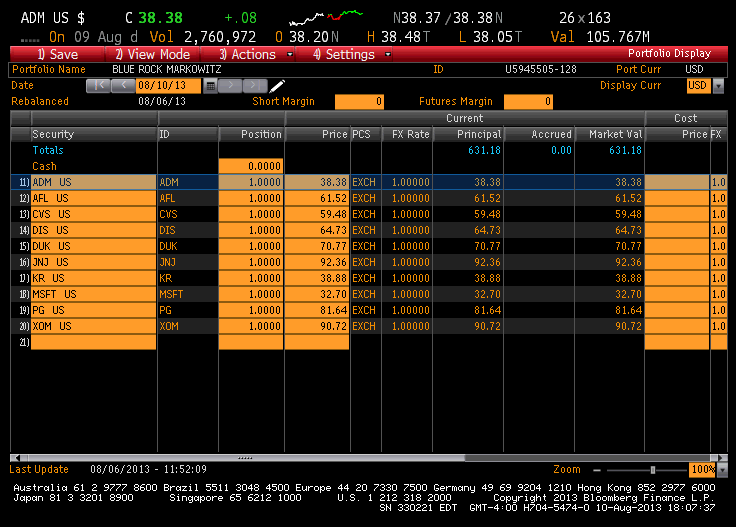 ADM US $ C 38.38 +.08 N38.37/38.38N 26x163
On 09 Aug d Vol 2,760,972 O 38.20N H 38.48T L 38.05T Val 105.767M
1) Save 2) View Mode 3) Actions 4) Settings Portfolio Display
Portfolio Name BLUE ROCK MARKOWITZ ID U5945505-128 Port Curr USD
Date 08/10/13 Display Curr USD
Rebalanced 08/06/13 Short Margin 0 Futures Margin 0
Current Cost
Security ID Position Price PCS FX Rate Principal Accrued Market Val Price FX
Totals 631.18 0.00 631.18
Cash 0.0000
11) ADM US ADM 1.0000 38.38 EXCH 1.00000 38.38 38.38 1.0
12) AFL US AFL 1.0000 61.52 EXCH 1.00000 61.52 61.52 1.0
13) CVS US CVS 1.0000 59.48 EXCH 1.00000 59.48 59.48 1.0
14) DIS US DIS 1.0000 64.73 EXCH 1.00000 64.73 64.73 1.0
15) DUK US DUK 1.0000 70.77 EXCH 1.00000 70.77 70.77 1.0
16) JNJ US JNJ 1.0000 92.36 EXCH 1.00000 92.36 92.36 1.0
17) KR US KR 1.0000 38.88 EXCH 1.00000 38.88 38.88 1.0
18) MSFT US MSFT 1.0000 32.70 EXCH 1.00000 32.70 32.70 1.0
19) PG US PG 1.0000 81.64 EXCH 1.00000 81.64 81.64 1.0
20) XOM US XOM 1.0000 90.72 EXCH 1.00000 90.72 90.72 1.0
21)
Last Update 08/06/2013 - 11:52:09 Zoom 100%
Australia 61 2 9777 8600 Brazil 5511 3048 4500 Europe 44 20 7330 7500 Germany 49 69 9204 1210 Hong Kong 852 2977 6000
Japan 81 3 3201 8900 Singapore 65 6212 1000 U.S. 1 212 318 2000 Copyright 2013 Bloomberg Finance L.P.
SN 330221 EDT GMT-4:00 H704-5474-0 10-Aug-2013 18:07:37